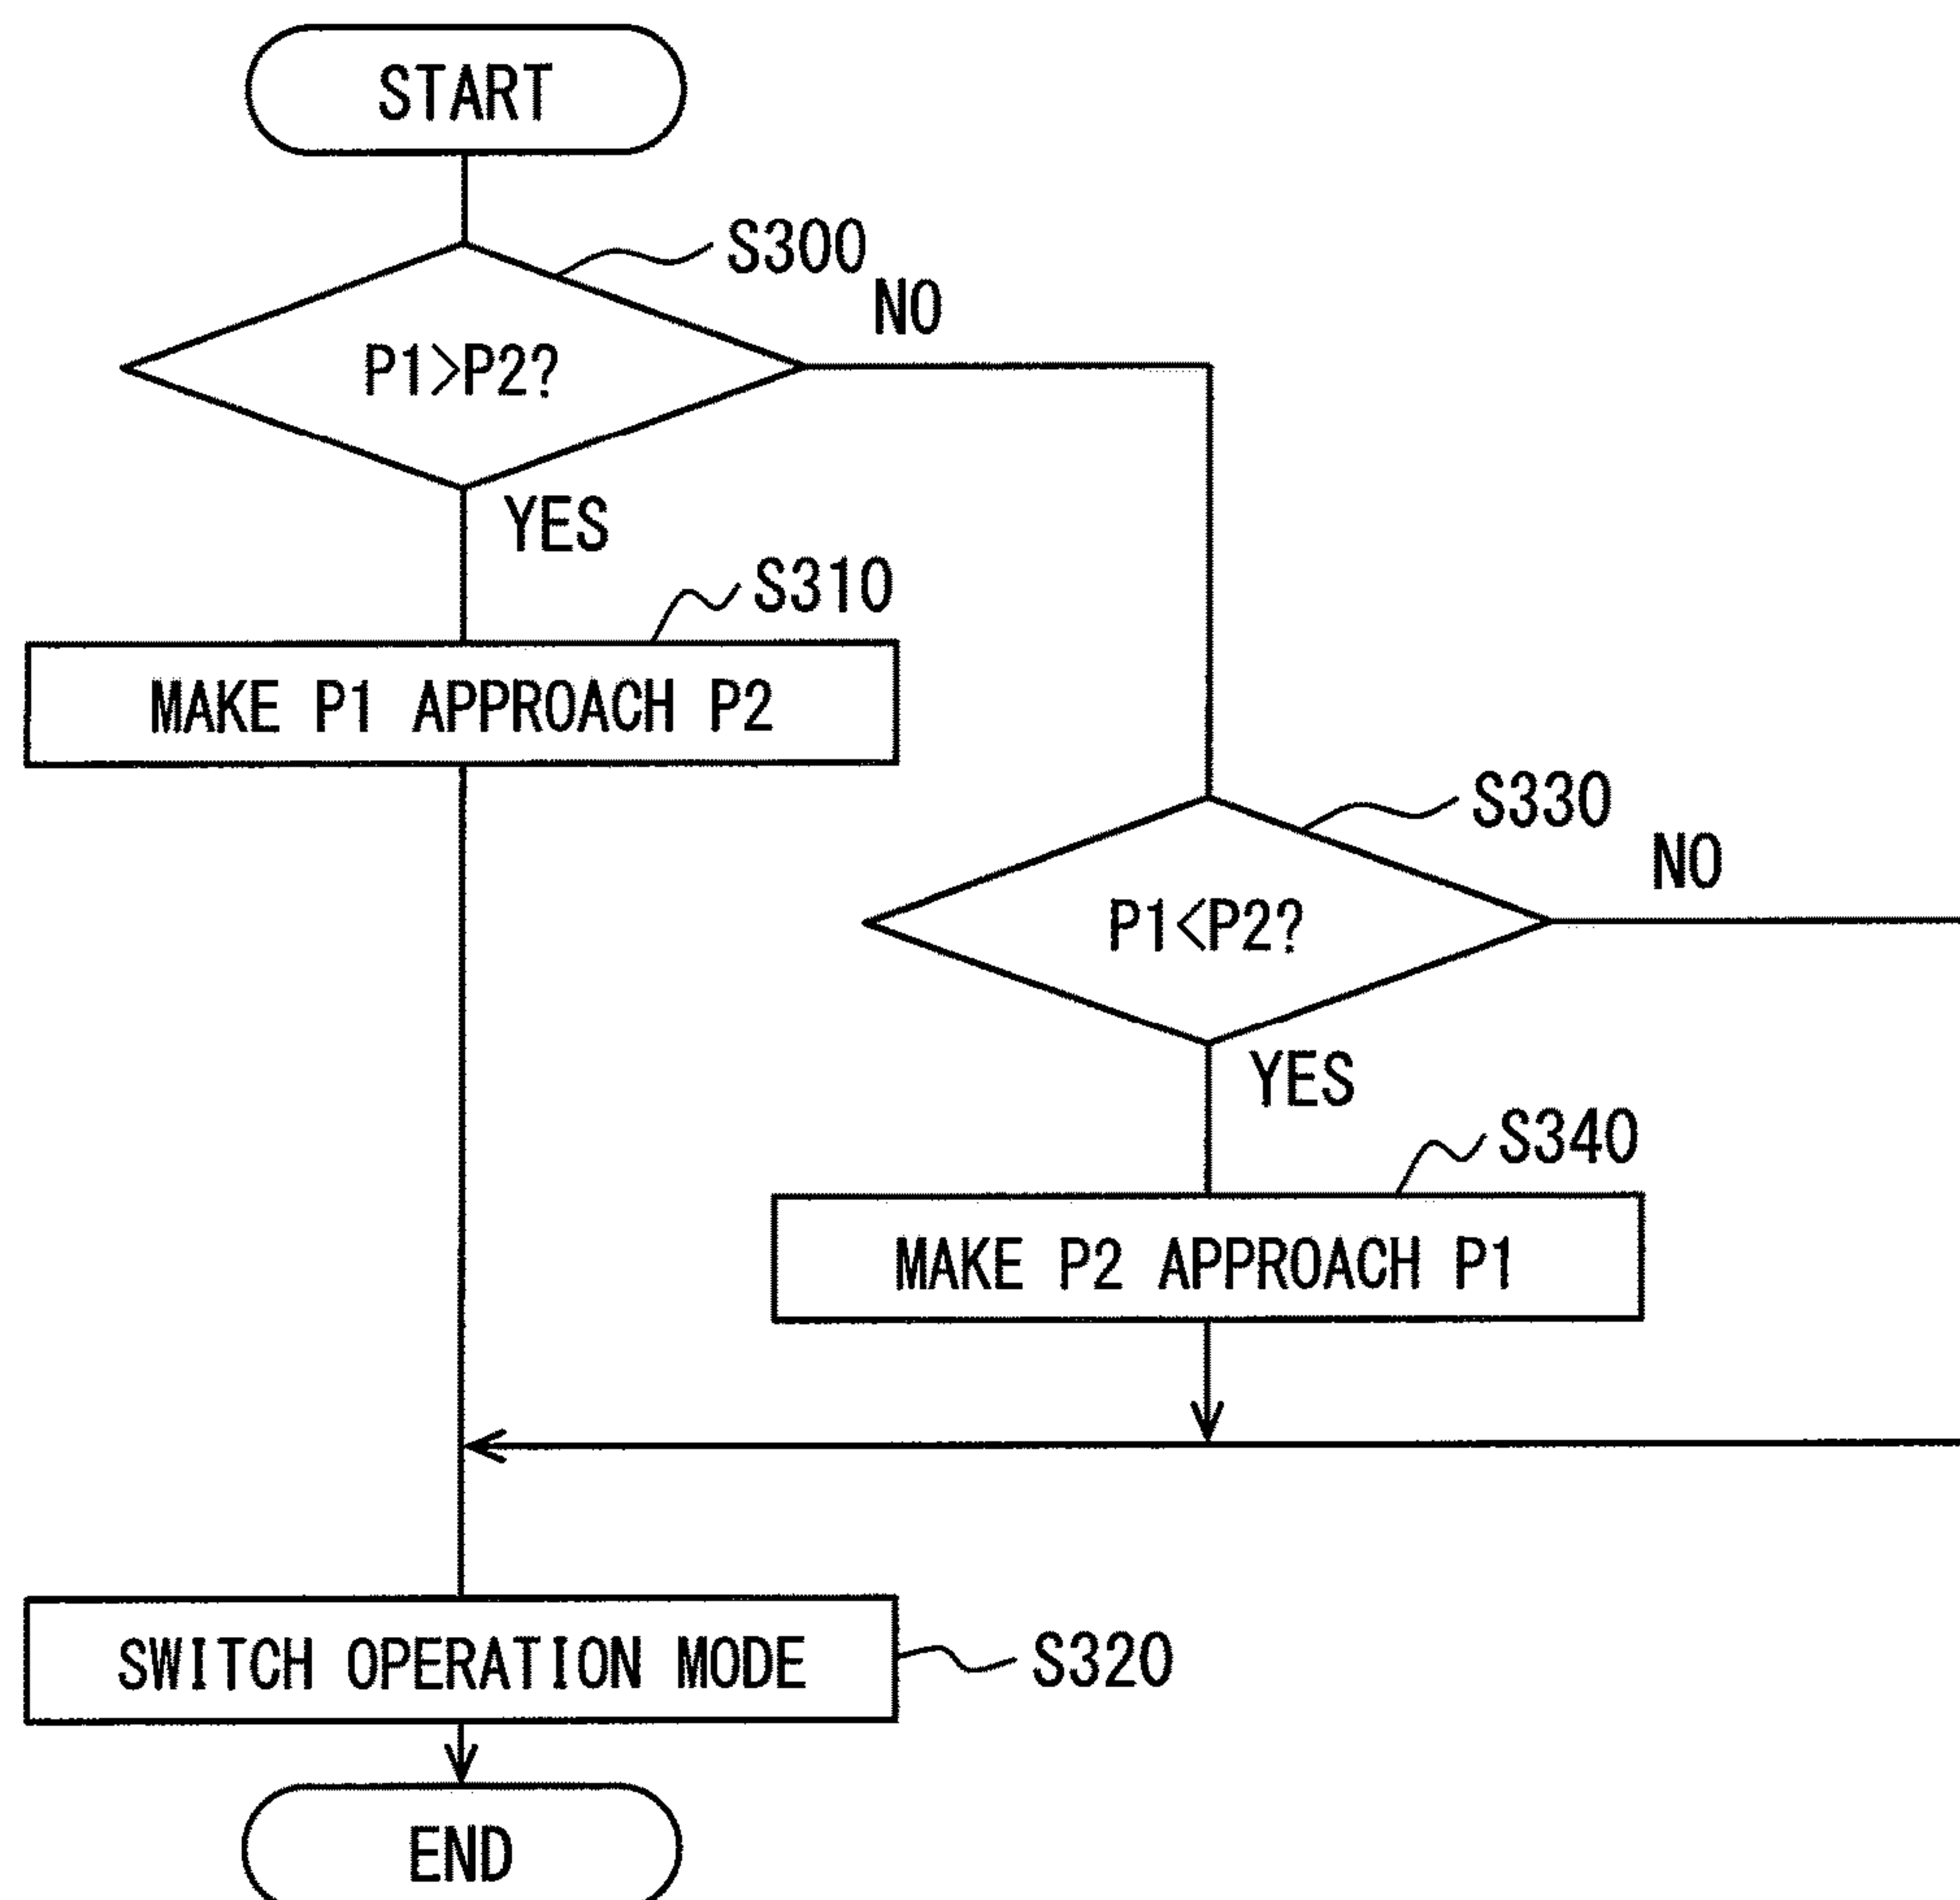 START
S300
NO
P1>P2?
YES
S310
MAKE P1 APPROACH P2
S330
NO
P1<P2?
YES
S340
MAKE P2 APPROACH P1
SWITCH OPERATION MODE
S320
END